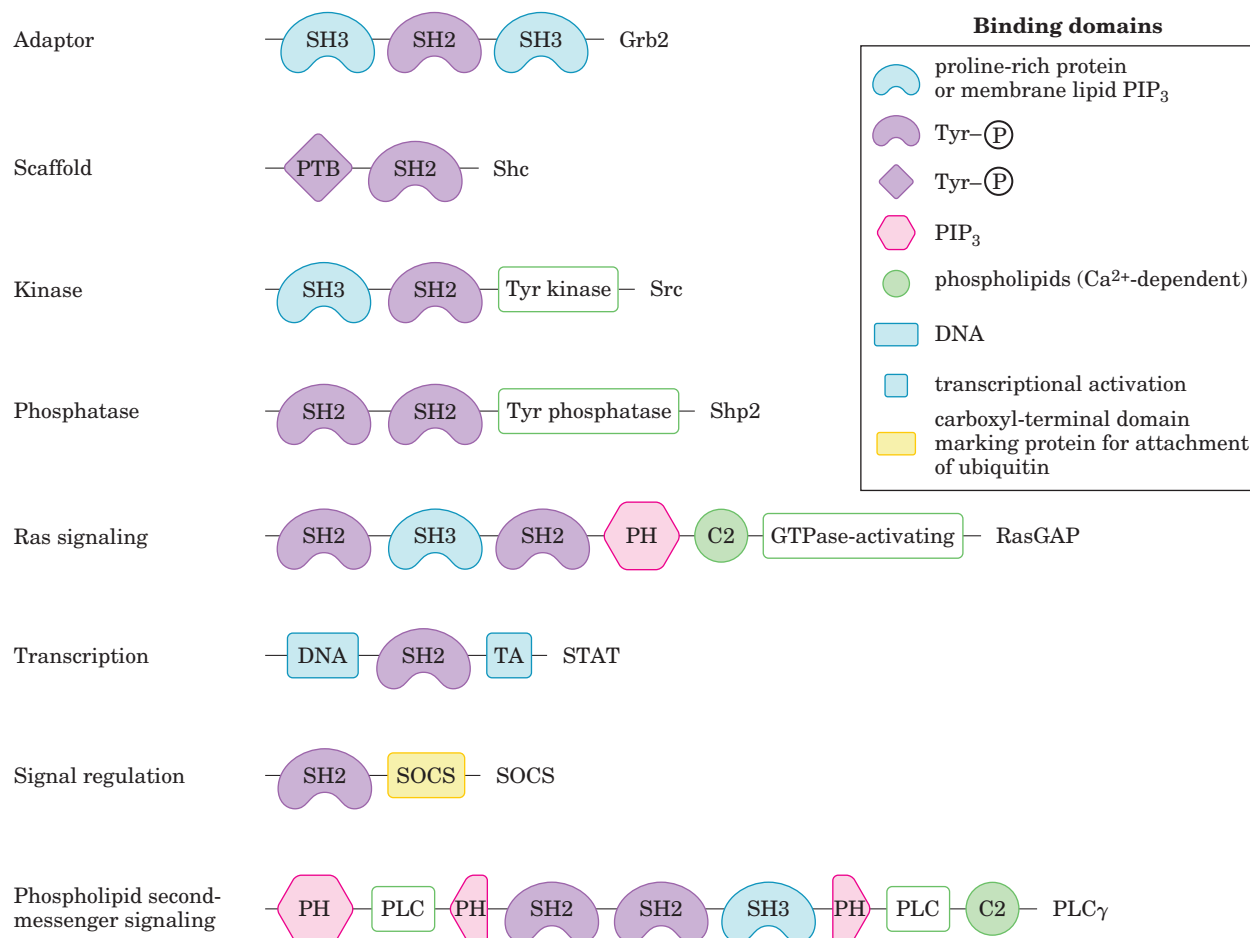 Adaptor
SH3 SH2 SH3 Grb2
Scaffold
PTB SH2 Shc
Kinase
SH3 SH2 Tyr kinase Src
Phosphatase
SH2 SH2 Tyr phosphatase Shp2
Ras signaling
SH2 SH3 SH2 PH C2 GTPase-activating RasGAP
Transcription
DNA SH2 TA STAT
Signal regulation
SH2 SOCS SOCS
Phospholipid second-
messenger signaling
PH PLC PH SH2 SH2 SH3 PH PLC C2 PLCγ
Binding domains
proline-rich protein
or membrane lipid PIP₃
Tyr–Ⓟ
Tyr–Ⓟ
PIP₃
phospholipids (Ca²⁺-dependent)
DNA
transcriptional activation
carboxyl-terminal domain
marking protein for attachment
of ubiquitin